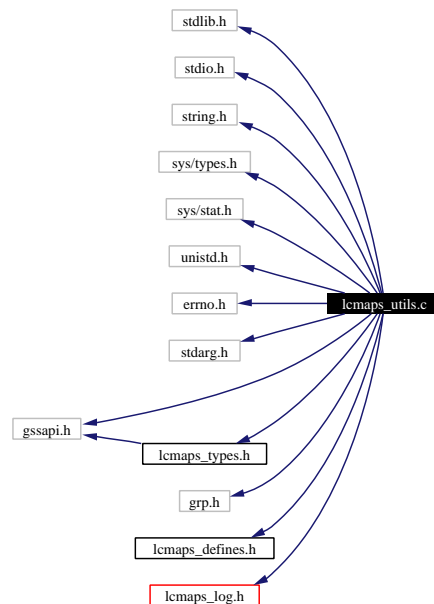 stdlib.h
stdio.h
string.h
sys/types.h
sys/stat.h
unistd.h
errno.h
lcmaps_utils.c
stdarg.h
gssapi.h
lcmaps_types.h
grp.h
lcmaps_defines.h
lcmaps_log.h